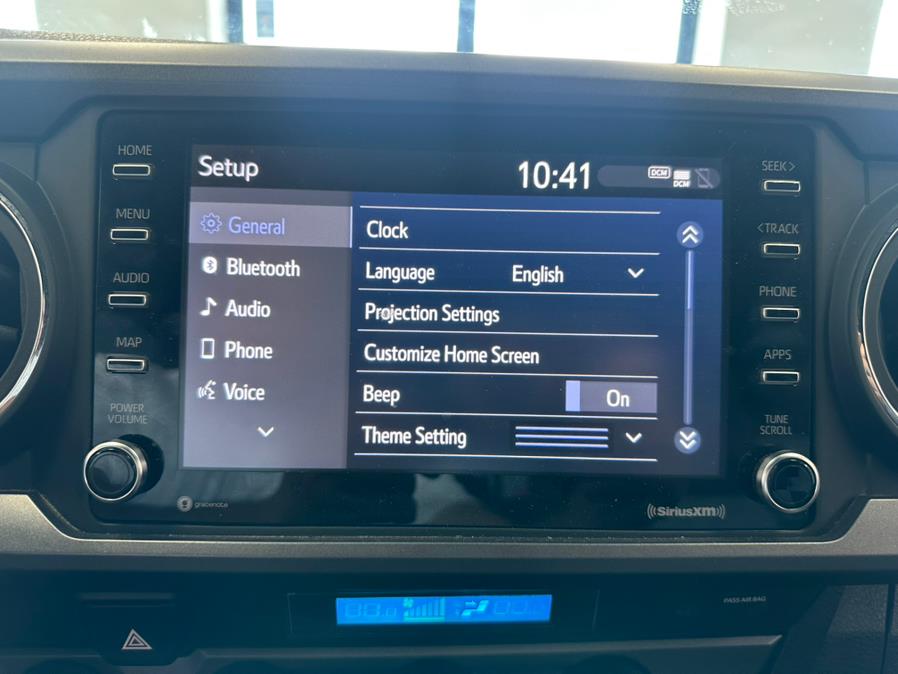 HOME
MENU
AUDIO
MAP
POWER
VOLUME
Setup
10:41
DCM
DCM
General
Bluetooth
Audio
Phone
Voice
Clock
Language English
Projection Settings
Customize Home Screen
Beep On
Theme Setting
SEEK >
< TRACK
PHONE
APPS
TUNE
SCROLL
gracenote
((SiriusXM))
PASS AIR BAG